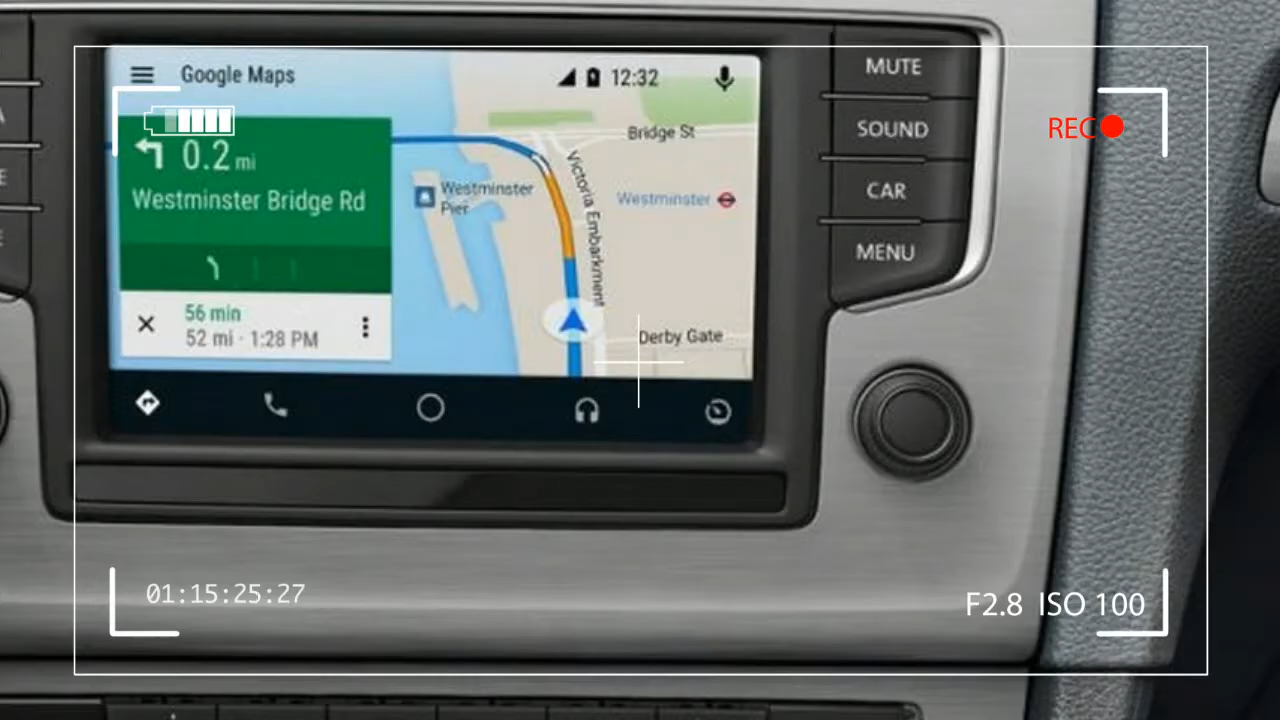 Google Maps
12:32
MUTE
SOUND
CAR
MENU
REC
0.2 mi
Westminster Bridge Rd
56 min
52 mi · 1:28 PM
Bridge St
Victoria Embankment
Westminster
Pier
Westminster
Derby Gate
01:15:25:27
F2.8 ISO 100